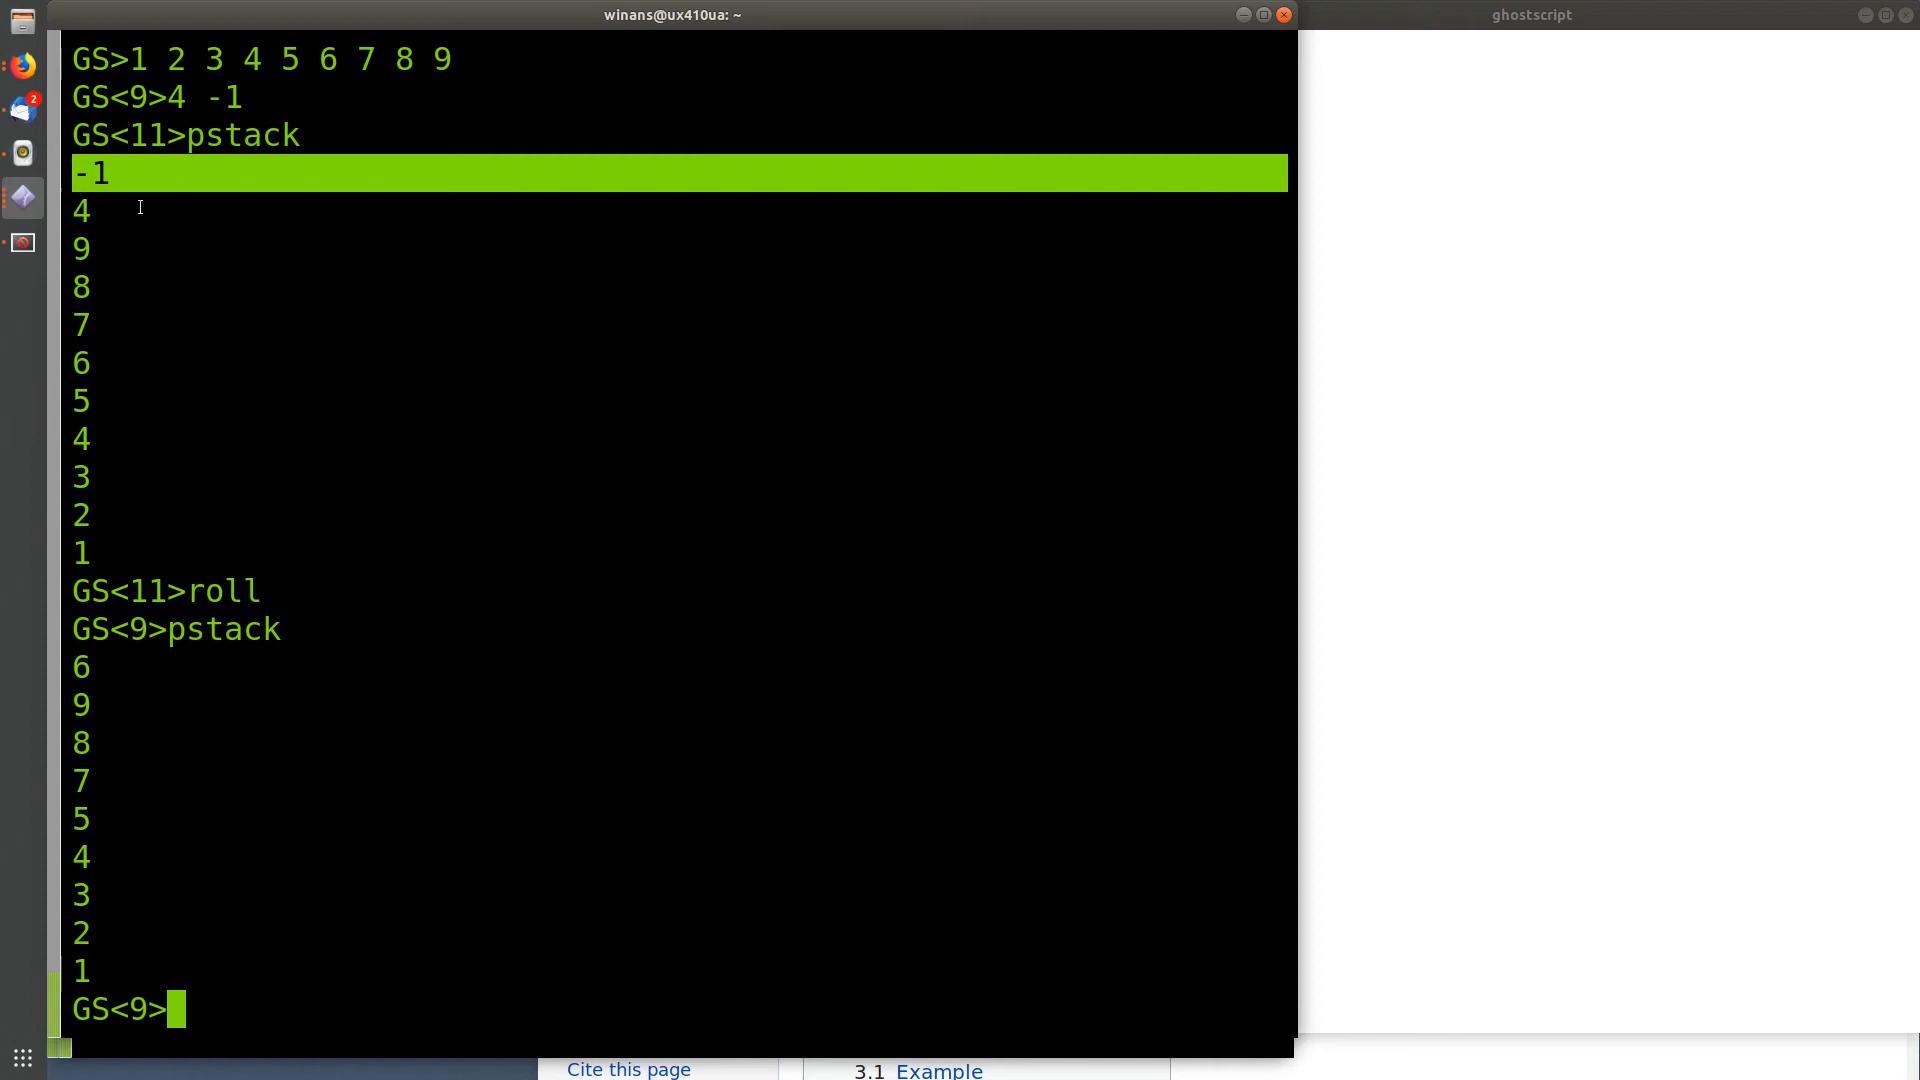 winans@ux410ua: ~
ghostscript
2
GS>1 2 3 4 5 6 7 8 9
GS<9>4 -1
GS<11>pstack
-1
4
9
8
7
6
5
4
3
2
1
GS<11>roll
GS<9>pstack
6
9
8
7
5
4
3
2
1
GS<9>
Cite this page
3.1 Example